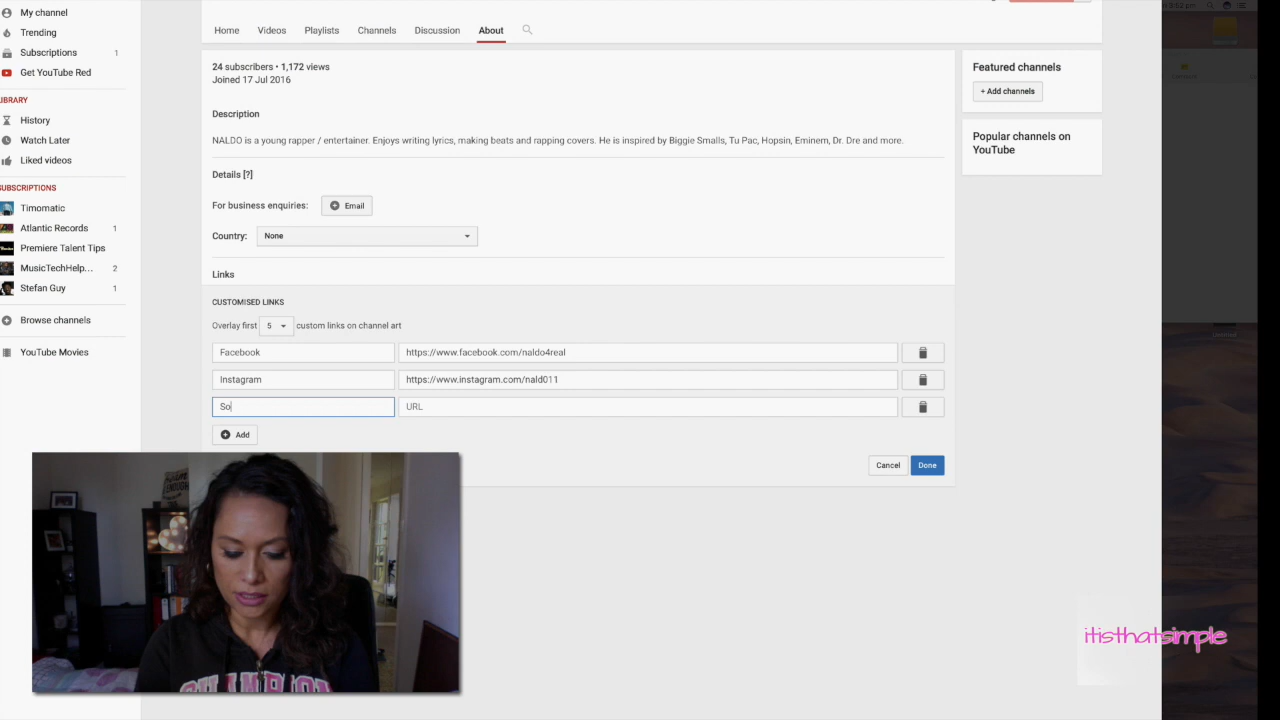 My channel
Trending
Subscriptions 1
Get YouTube Red
LIBRARY
History
Watch Later
Liked videos
SUBSCRIPTIONS
Timomatic
Atlantic Records 1
Premiere Talent Tips
MusicTechHelp... 2
Stefan Guy 1
Browse channels
YouTube Movies
Home Videos Playlists Channels Discussion About
24 subscribers • 1,172 views
Joined 17 Jul 2016
Description
NALDO is a young rapper / entertainer. Enjoys writing lyrics, making beats and rapping covers. He is inspired by Biggie Smalls, Tu Pac, Hopsin, Eminem, Dr. Dre and more.
Details [?]
For business enquiries: Email
Country: None
Links
CUSTOMISED LINKS
Overlay first 5 custom links on channel art
Facebook https://www.facebook.com/naldo4real
Instagram https://www.instagram.com/nald011
So URL
Add
Cancel Done
Featured channels
+ Add channels
Popular channels on
YouTube
itisthatsimple